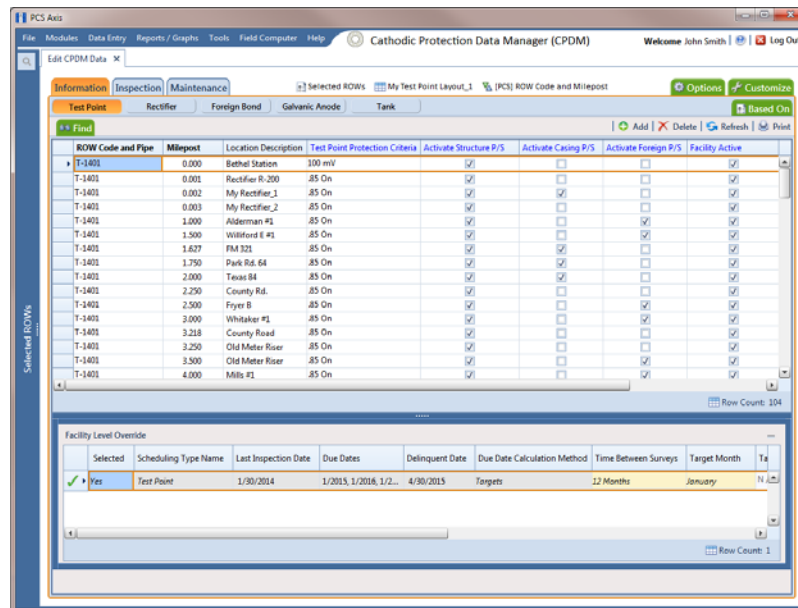 PCS Axis
File Modules Data Entry Reports / Graphs Tools Field Computer Help Cathodic Protection Data Manager (CPDM) Welcome John Smith | | Log Ou
Edit CPDM Data
Information Inspection Maintenance Selected ROWs My Test Point Layout_1 [PCS] ROW Code and Milepost Options Customize
Test Point Rectifier Foreign Bond Galvanic Anode Tank Based On
Find | Add | Delete | Refresh | Print
ROW Code and Pipe Milepost Location Description Test Point Protection Criteria Activate Structure P/S Activate Casing P/S Activate Foreign P/S Facility Active
T-1401 0.000 Bethel Station 100 mV
T-1401 0.001 Rectifier R-200 .85 On
T-1401 0.002 My Rectifier_1 .85 On
T-1401 0.003 My Rectifier_2 .85 On
T-1401 1.000 Alderman #1 .85 On
T-1401 1.500 Williford E #1 .85 On
T-1401 1.627 FM 321 .85 On
T-1401 1.750 Park Rd. 64 .85 On
T-1401 2.000 Texas 84 .85 On
T-1401 2.250 County Rd. .85 On
T-1401 2.500 Fryer B .85 On
T-1401 3.000 Whitaker #1 .85 On
T-1401 3.218 County Road .85 On
T-1401 3.250 Old Meter Riser .85 On
T-1401 3.500 Old Meter Riser .85 On
T-1401 4.000 Mills #1 .85 On
Selected ROWs
Row Count: 104
Facility Level Override
Selected Scheduling Type Name Last Inspection Date Due Dates Delinquent Date Due Date Calculation Method Time Between Surveys Target Month Ta
Yes Test Point 1/30/2014 1/2015, 1/2016, 1/2... 4/30/2015 Targets 12 Months January N
Row Count: 1